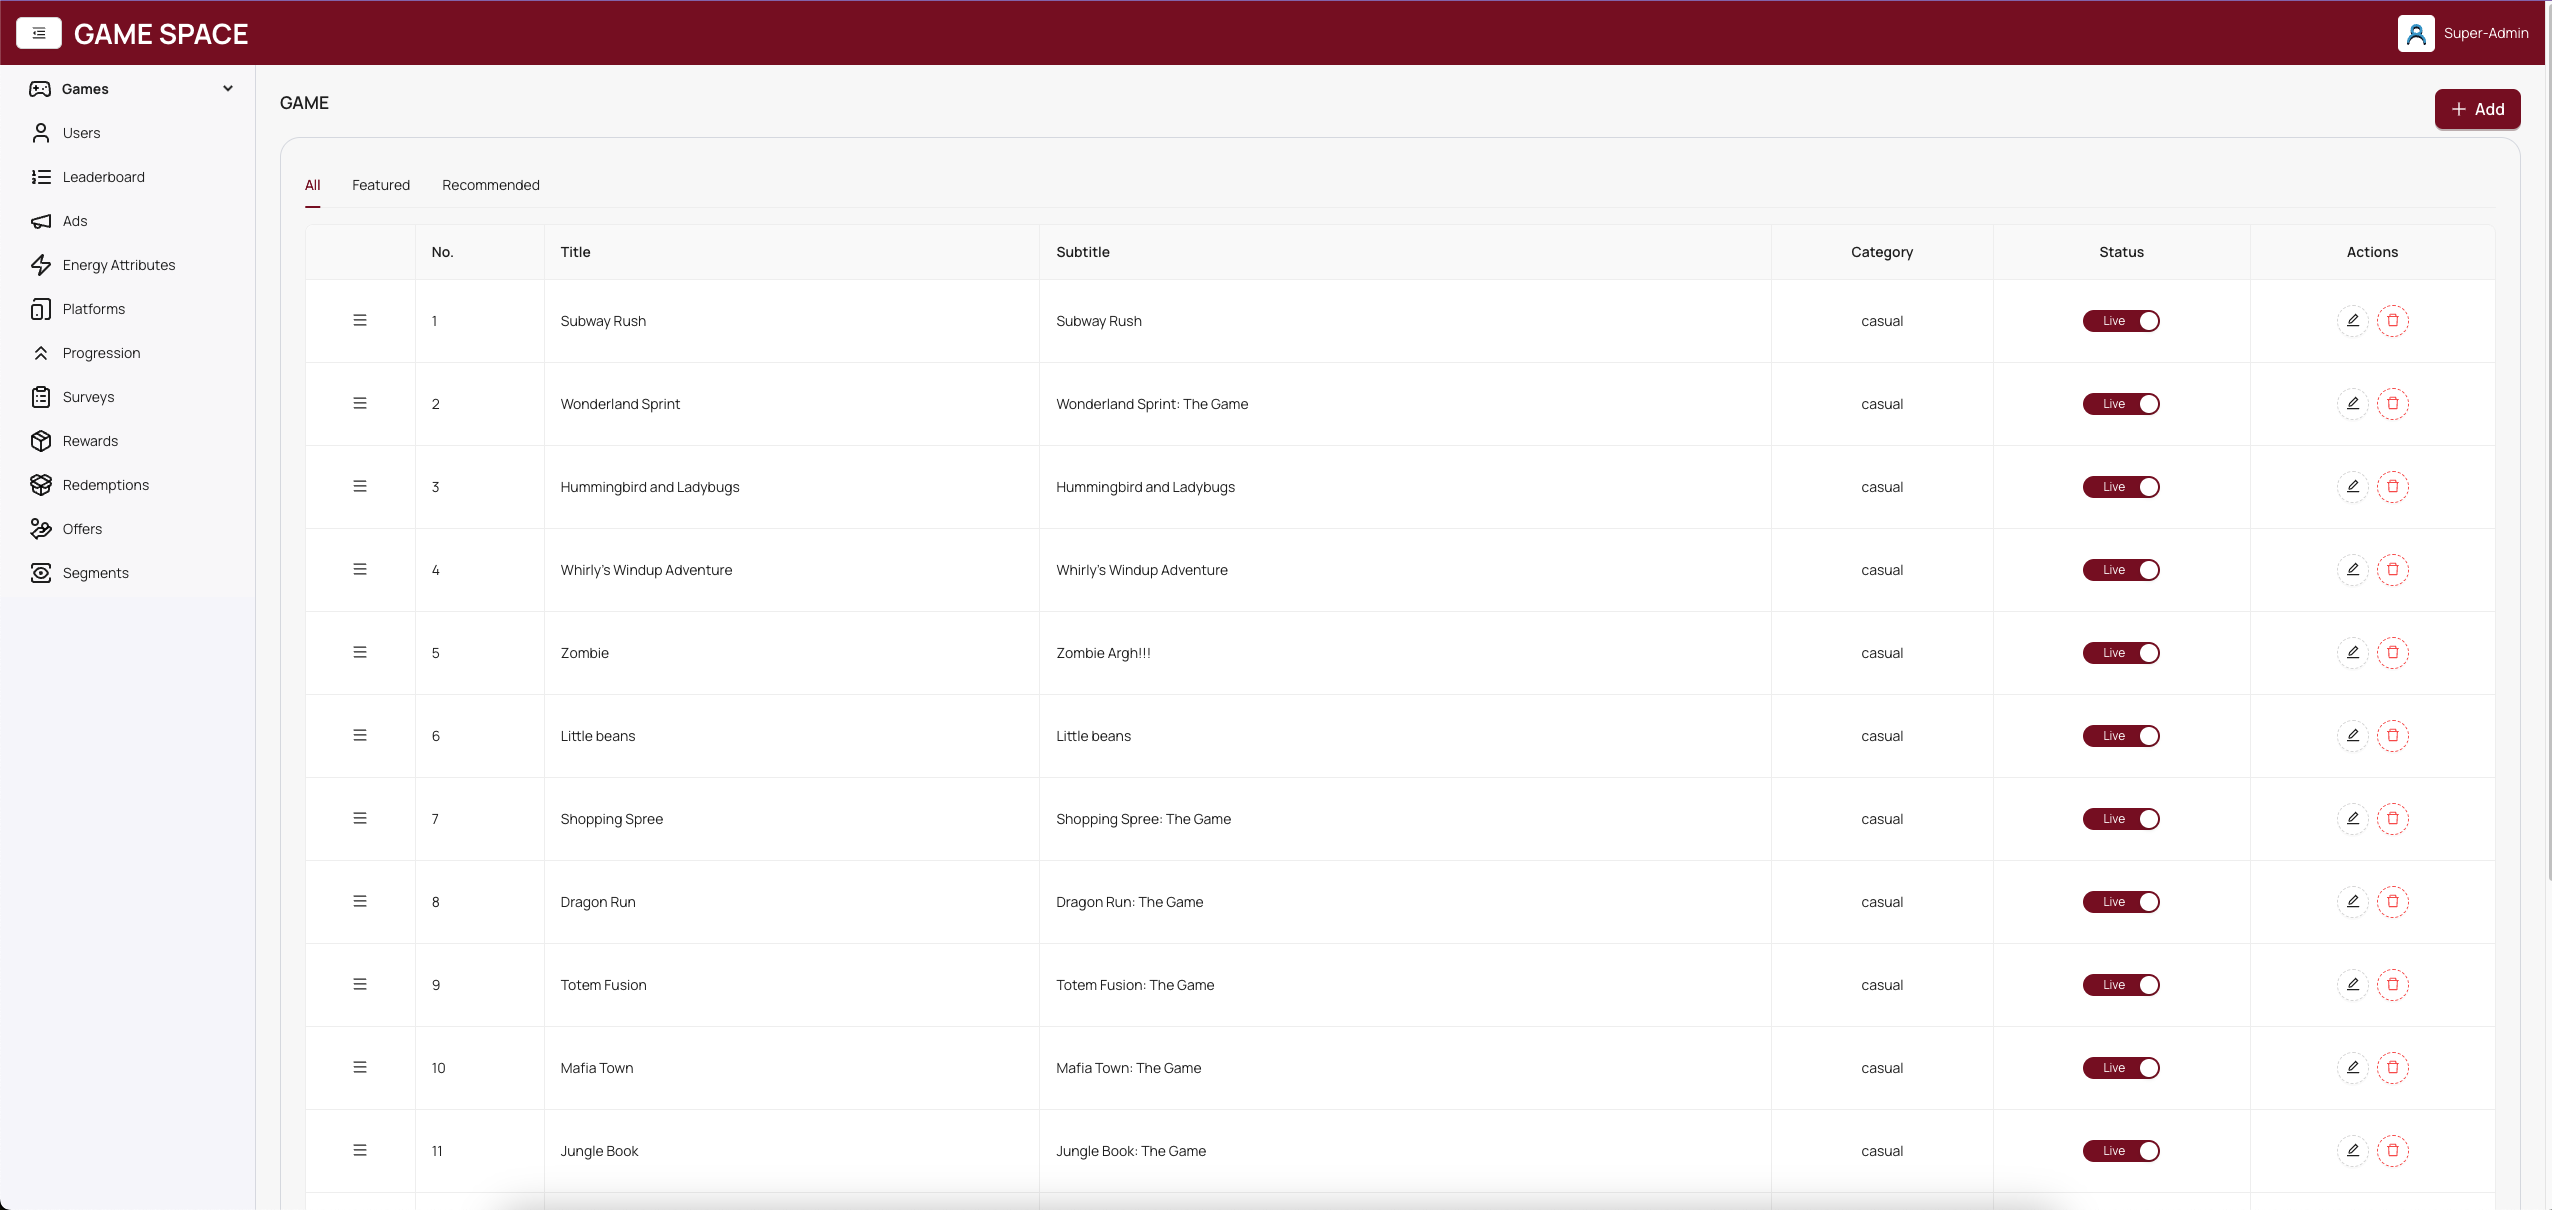 GAME SPACE
Super-Admin
Games
Users
Leaderboard
Ads
Energy Attributes
Platforms
Progression
Surveys
Rewards
Redemptions
Offers
Segments
GAME
Add
All Featured Recommended
No. Title Subtitle Category Status Actions
1 Subway Rush Subway Rush casual Live
2 Wonderland Sprint Wonderland Sprint: The Game casual Live
3 Hummingbird and Ladybugs Hummingbird and Ladybugs casual Live
4 Whirly's Windup Adventure Whirly's Windup Adventure casual Live
5 Zombie Zombie Argh!!! casual Live
6 Little beans Little beans casual Live
7 Shopping Spree Shopping Spree: The Game casual Live
8 Dragon Run Dragon Run: The Game casual Live
9 Totem Fusion Totem Fusion: The Game casual Live
10 Mafia Town Mafia Town: The Game casual Live
11 Jungle Book Jungle Book: The Game casual Live